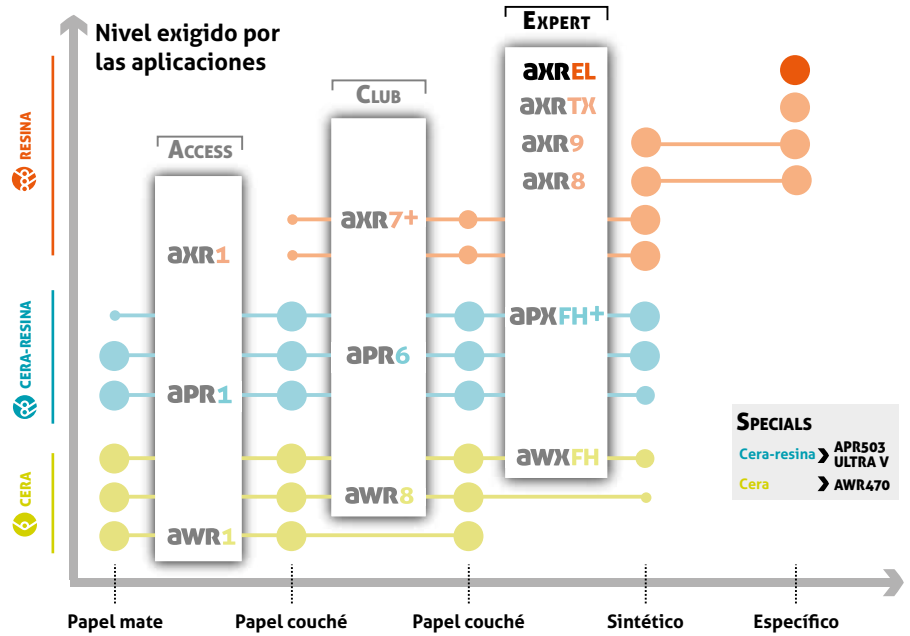 Nivel exigido por
las aplicaciones
EXPERT
CLUB
ACCESS
RESINA
CERA-RESINA
CERA
aXREL
aXRTX
aXR9
aXR8
aXR7+
aXR1
aPXFH+
aPR6
aPR1
aWXFH
aWR8
aWR1
SPECIALS
Cera-resina APR503
ULTRA V
Cera AWR470
Papel mate
Papel couché
Papel couché
Sintético
Específico